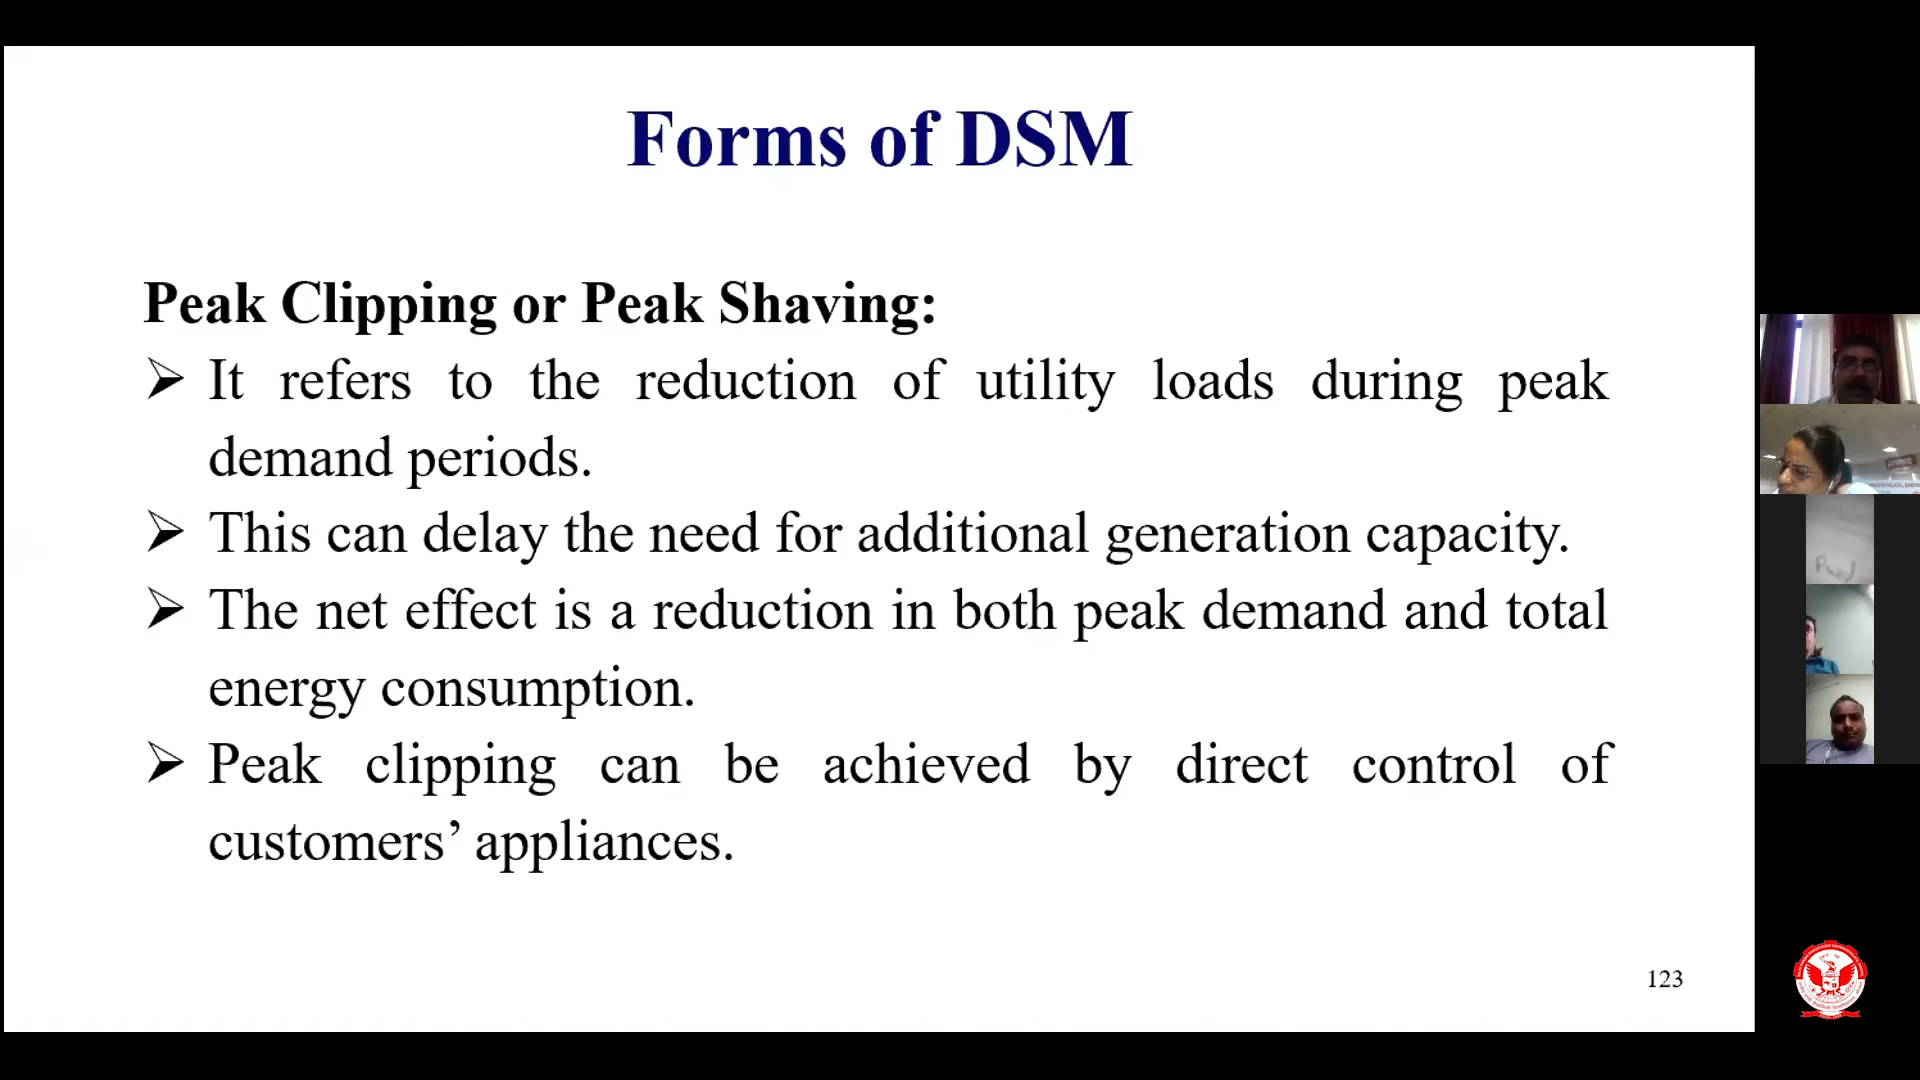 Forms of DSM
Peak Clipping or Peak Shaving:
➢ It refers to the reduction of utility loads during peak
demand periods.
➢ This can delay the need for additional generation capacity.
➢ The net effect is a reduction in both peak demand and total
energy consumption.
➢ Peak clipping can be achieved by direct control of
customers’ appliances.
123